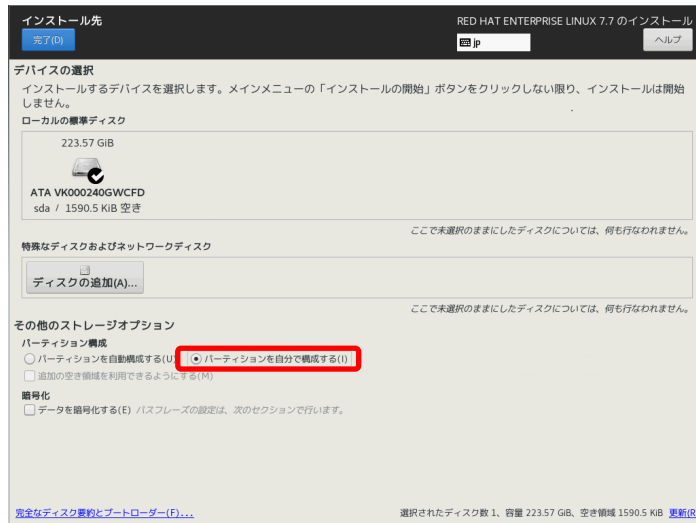 インストール先
RED HAT ENTERPRISE LINUX 7.7 のインストール
完了(D)
jp
ヘルプ
デバイスの選択
インストールするデバイスを選択します。メインメニューの「インストールの開始」ボタンをクリックしない限り、インストールは開始
しません。
ローカルの標準ディスク
223.57 GiB
ATA VK000240GWCFD
sda / 1590.5 KiB 空き
ここで未選択のままにしたディスクについては、何も行なわれません。
特殊なディスクおよびネットワークディスク
ディスクの追加(A)...
ここで未選択のままにしたディスクについては、何も行なわれません。
その他のストレージオプション
パーティション構成
パーティションを自動構成する(U) パーティションを自分で構成する(I)
追加の空き領域を利用できるようにする(M)
暗号化
データを暗号化する(E) パスフレーズの設定は、次のセクションで行います。
完全なディスク要約とブートローダー(F)... 選択されたディスク数 1、容量 223.57 GiB、空き領域 1590.5 KiB 更新(R